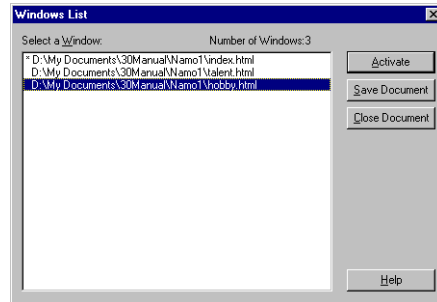 Windows List
Select a Window: Number of Windows:3
* D:\My Documents\30Manual\Namo1\index.html
D:\My Documents\30Manual\Namo1\talent.html
D:\My Documents\30Manual\Namo1\hobby.html
Activate
Save Document
Close Document
Help